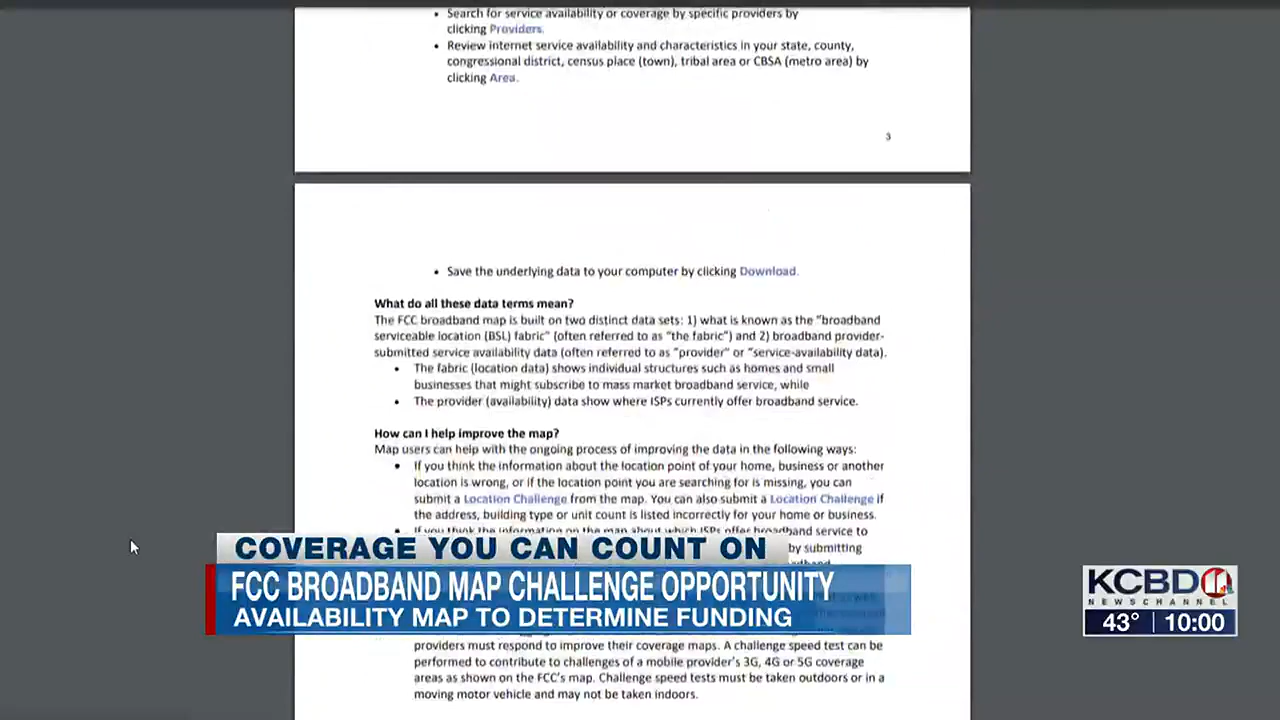 • Search for service availability or coverage by specific providers by
clicking Providers.
• Review internet service availability and characteristics in your state, county,
congressional district, census place (town), tribal area or CBSA (metro area) by
clicking Area.
3
• Save the underlying data to your computer by clicking Download.
What do all these data terms mean?
The FCC broadband map is built on two distinct data sets: 1) what is known as the "broadband
serviceable location (BSL) fabric" (often referred to as "the fabric") and 2) broadband provider-
submitted service availability data (often referred to as "provider" or "service-availability data).
• The fabric (location data) shows individual structures such as homes and small
businesses that might subscribe to mass market broadband service, while
• The provider (availability) data show where ISPs currently offer broadband service.
How can I help improve the map?
Map users can help with the ongoing process of improving the data in the following ways:
• If you think the information about the location point of your home, business or another
location is wrong, or if the location point you are searching for is missing, you can
submit a Location Challenge from the map. You can also submit a Location Challenge if
the address, building type or unit count is listed incorrectly for your home or business.
• If you think the information on the map about which ISPs offer broadband service to
by submitting
COVERAGE YOU CAN COUNT ON
FCC BROADBAND MAP CHALLENGE OPPORTUNITY
AVAILABILITY MAP TO DETERMINE FUNDING
providers must respond to improve their coverage maps. A challenge speed test can be
performed to contribute to challenges of a mobile provider's 3G, 4G or 5G coverage
areas as shown on the FCC's map. Challenge speed tests must be taken outdoors or in a
moving motor vehicle and may not be taken indoors.
KCBD 11
NEWSCHANNEL
43° 10:00